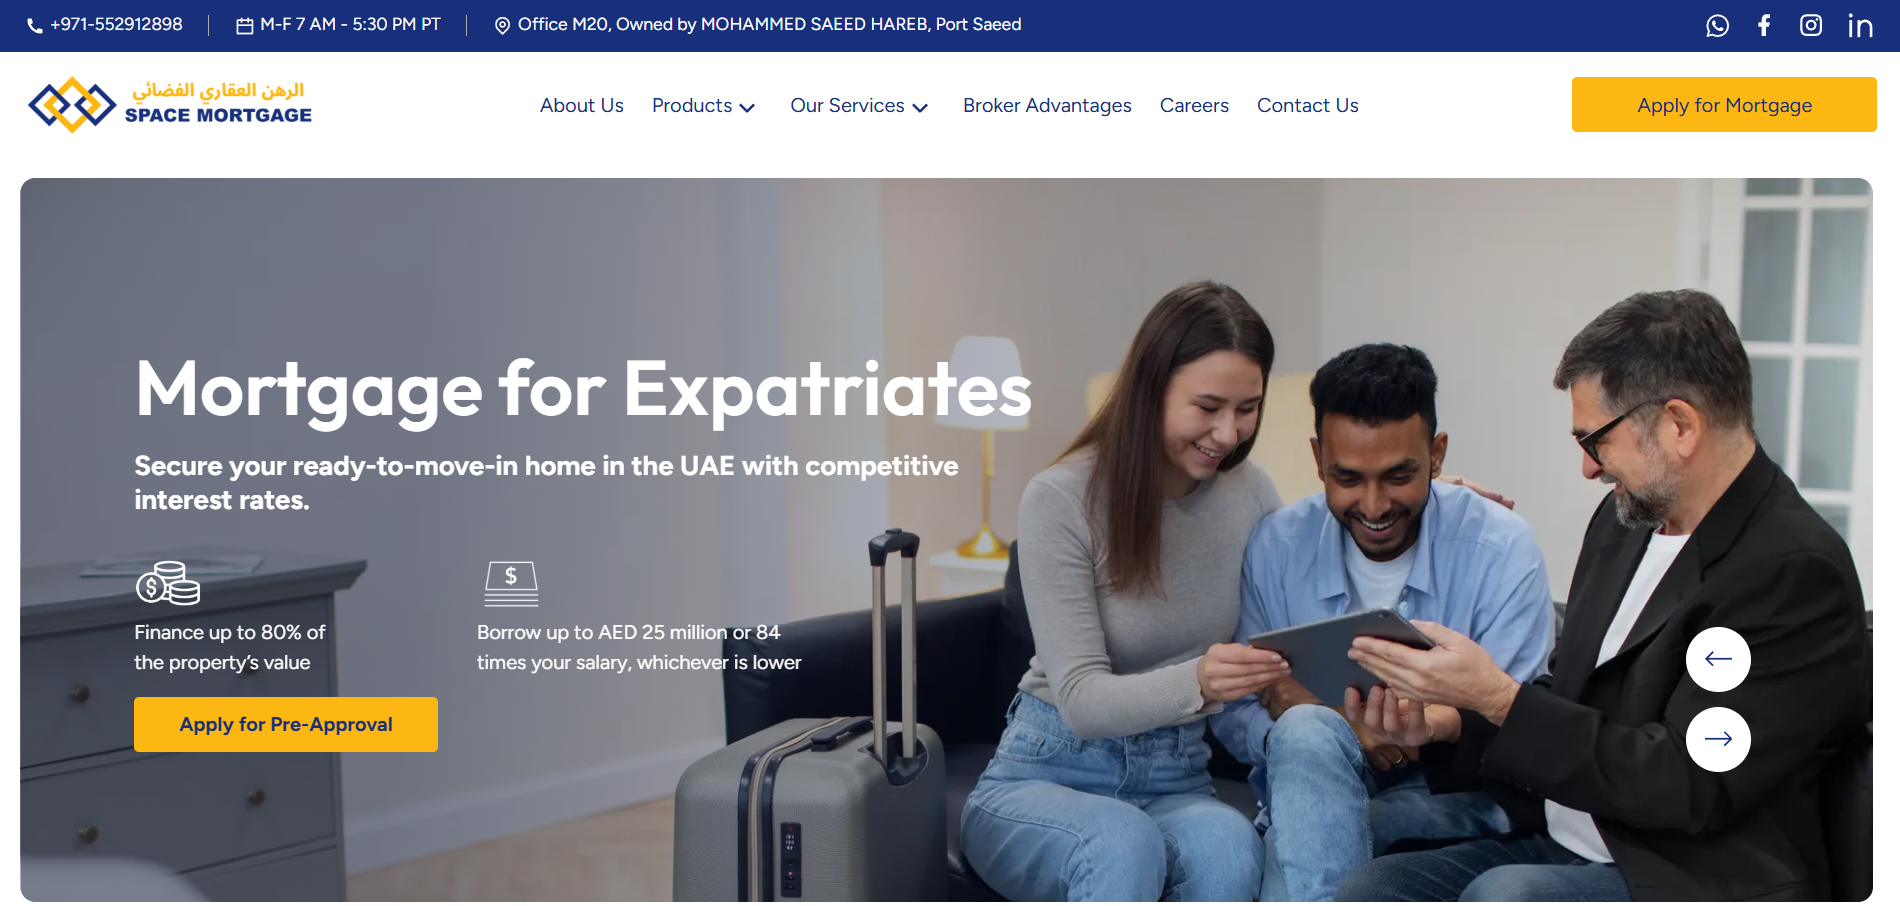 +971-552912898
M-F 7 AM - 5:30 PM PT
Office M20, Owned by MOHAMMED SAEED HAREB, Port Saeed
الرهن العقاري الفضائي
SPACE MORTGAGE
About Us
Products
Our Services
Broker Advantages
Careers
Contact Us
Apply for Mortgage
Mortgage for Expatriates
Secure your ready-to-move-in home in the UAE with competitive
interest rates.
Finance up to 80% of
the property’s value
Borrow up to AED 25 million or 84
times your salary, whichever is lower
Apply for Pre-Approval